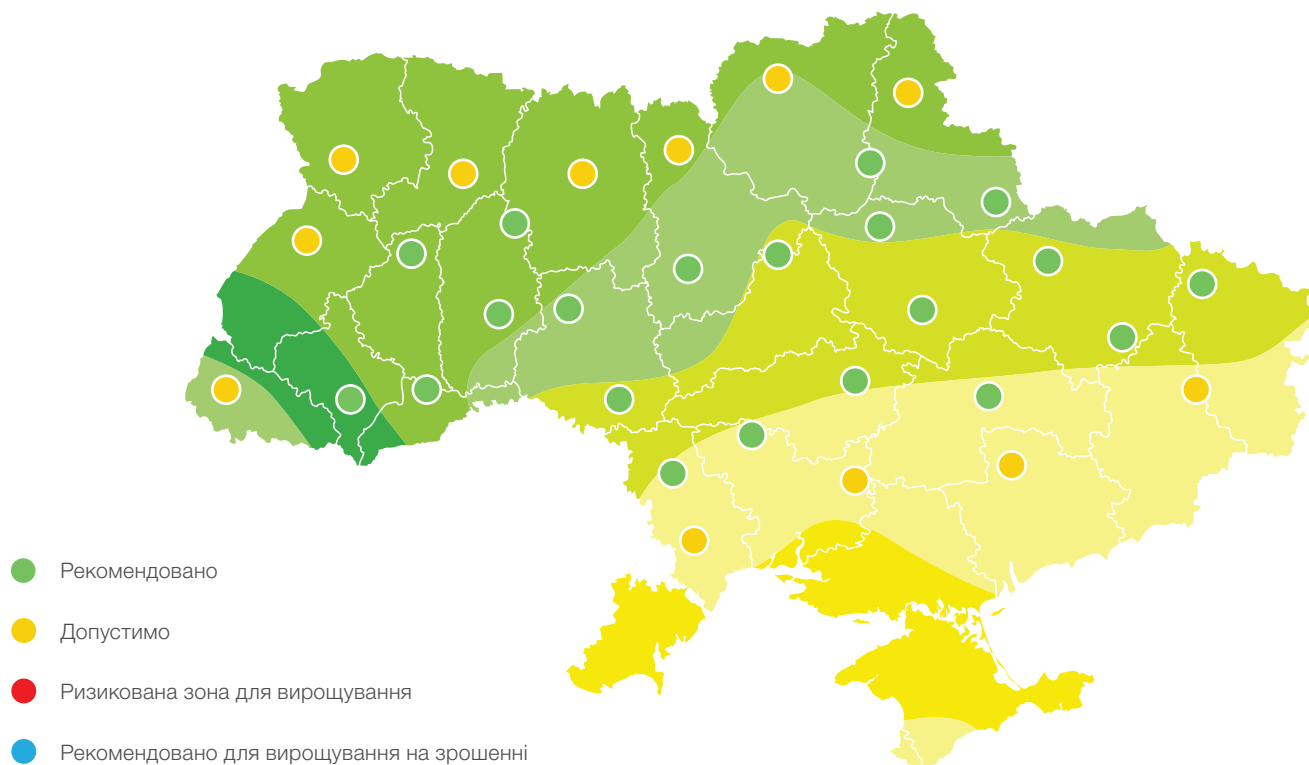 Рекомендовано
Допустимо
Ризикована зона для вирощування
Рекомендовано для вирощування на зрошенні